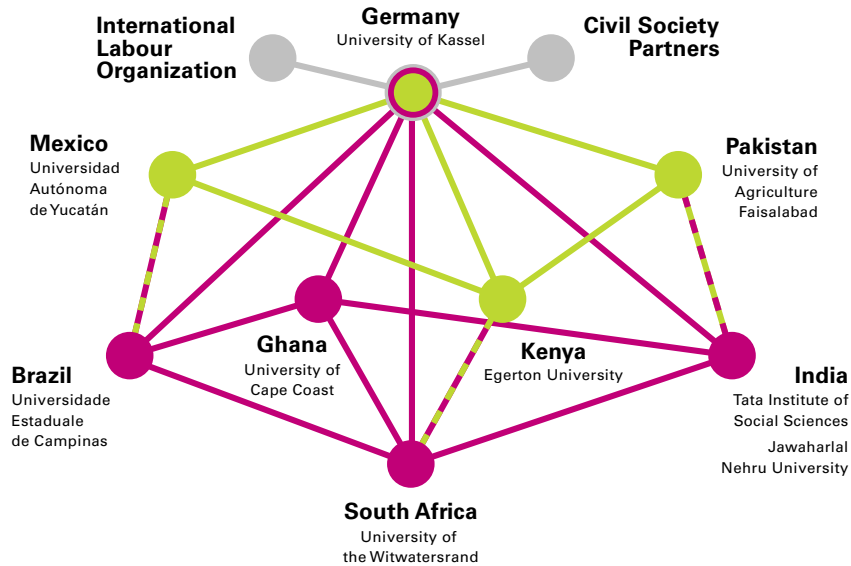 International
Labour
Organization
Germany
University of Kassel
Civil Society
Partners
Mexico
Universidad
Autónoma
de Yucatán
Pakistan
University of
Agriculture
Faisalabad
Ghana
University of
Cape Coast
Kenya
Egerton University
Brazil
Universidade
Estaduale
de Campinas
India
Tata Institute of
Social Sciences
Jawaharlal
Nehru University
South Africa
University of
the Witwatersrand